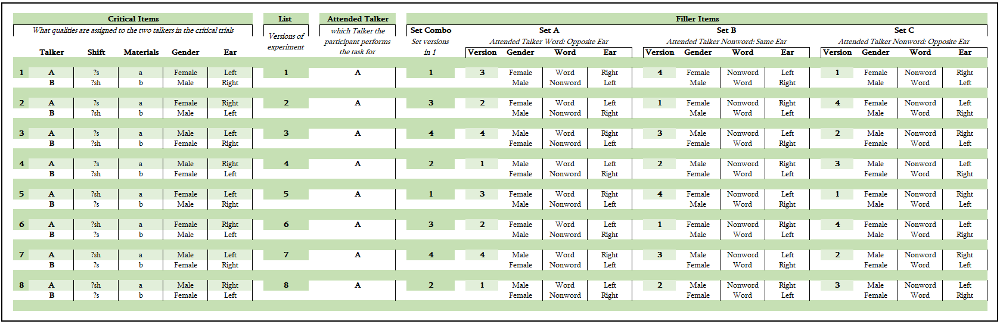 Critical Items List Attended Talker Filler Items
What qualities are assigned to the two talkers in the critical trials Versions of experiment which Talker the participant performs the task for Set Combo Set A Set B Set C
Set versions in 1 Attended Talker Word: Opposite Ear Attended Talker Nonword: Same Ear Attended Talker Nonword: Opposite Ear
Talker Shift Materials Gender Ear Version Gender Word Ear Version Gender Word Ear Version Gender Word Ear
1 A ?s a Female Left 1 A 1 3 Female Word Right 4 Female Nonword Left 1 Female Nonword Right
B ?sh b Male Right Male Nonword Left Male Word Right Male Word Left
2 A ?s a Female Right 2 A 3 2 Female Word Left 1 Female Nonword Right 4 Female Nonword Left
B ?sh b Male Left Male Nonword Right Male Word Left Male Word Right
3 A ?s a Male Left 3 A 4 4 Male Word Right 3 Male Nonword Left 2 Male Nonword Right
B ?sh b Female Right Female Nonword Left Female Word Right Female Word Left
4 A ?s a Male Right 4 A 2 1 Male Word Left 2 Male Nonword Right 3 Male Nonword Left
B ?sh b Female Left Female Nonword Right Female Word Left Female Word Right
5 A ?sh a Female Left 5 A 1 3 Female Word Right 4 Female Nonword Left 1 Female Nonword Right
B ?s b Male Right Male Nonword Left Male Word Right Male Word Left
6 A ?sh a Female Right 6 A 3 2 Female Word Left 1 Female Nonword Right 4 Female Nonword Left
B ?s b Male Left Male Nonword Right Male Word Left Male Word Right
7 A ?sh a Male Left 7 A 4 4 Male Word Right 3 Male Nonword Left 2 Male Nonword Right
B ?s b Female Right Female Nonword Left Female Word Right Female Word Left
8 A ?sh a Male Right 8 A 2 1 Male Word Left 2 Male Nonword Right 3 Male Nonword Left
B ?s b Female Left Female Nonword Right Female Word Left Female Word Right